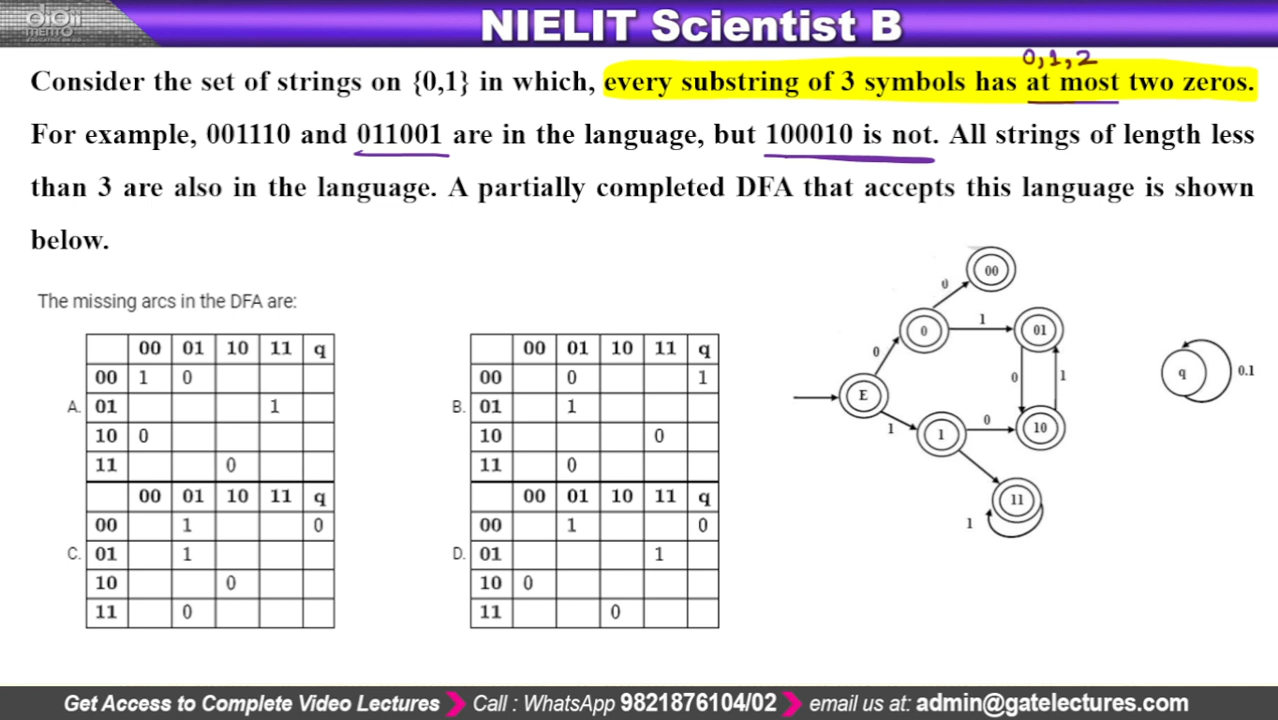 digii
MENTO
NIELIT Scientist B
0,1,2
Consider the set of strings on {0,1} in which, every substring of 3 symbols has at most two zeros.
For example, 001110 and 011001 are in the language, but 100010 is not. All strings of length less
than 3 are also in the language. A partially completed DFA that accepts this language is shown
below.
The missing arcs in the DFA are:
A.
00 01 10 11 q
00 1 0
01 1
10 0
11 0
B.
00 01 10 11 q
00 0 1
01 1
10 0
11 0
C.
00 01 10 11 q
00 1 0
01 1
10 0
11 0
D.
00 01 10 11 q
00 1 0
01 1
10 0
11 0
00
0
0
1
01
0
0
1
q
0.1
E
1
1
0
10
11
1
Get Access to Complete Video Lectures
Call : WhatsApp 9821876104/02
email us at: admin@gatelectures.com